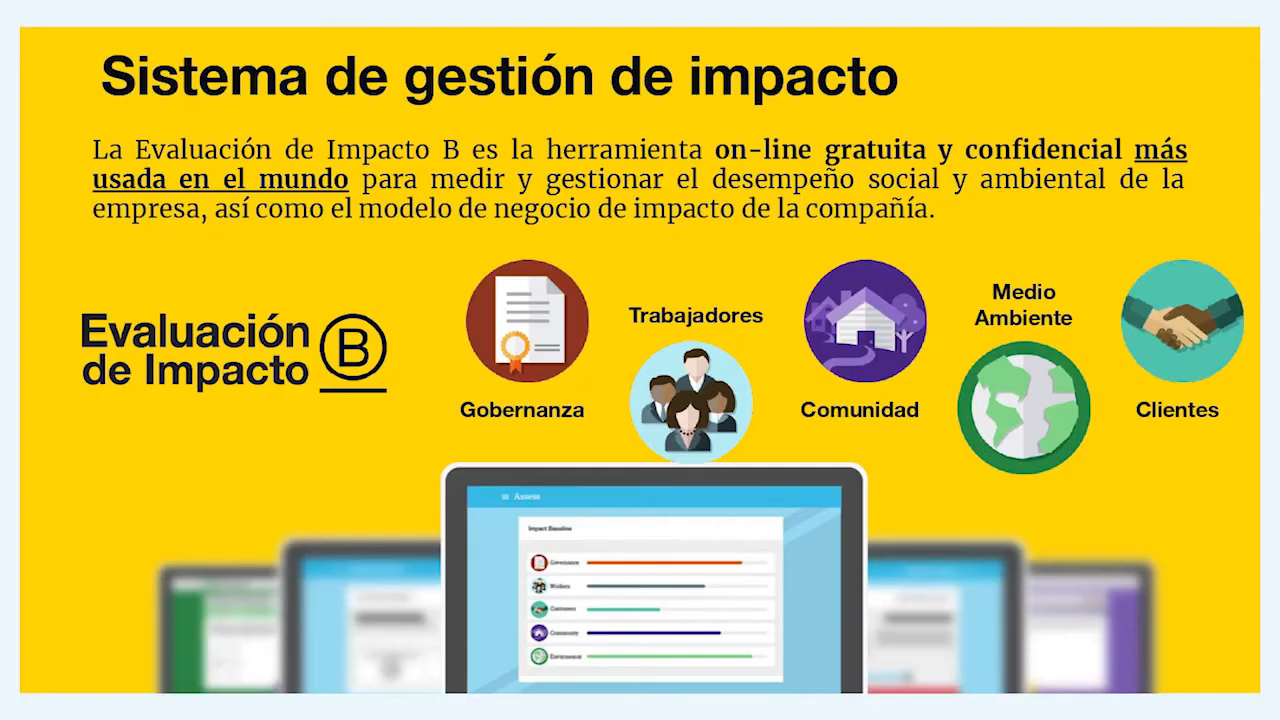 Sistema de gestión de impacto
La Evaluación de Impacto B es la herramienta on-line gratuita y confidencial más
usada en el mundo para medir y gestionar el desempeño social y ambiental de la
empresa, así como el modelo de negocio de impacto de la compañía.
Evaluación
de Impacto B
Gobernanza
Trabajadores
Comunidad
Medio
Ambiente
Clientes
Assess
Impact Baseline
Governance
Workers
Customers
Community
Environment